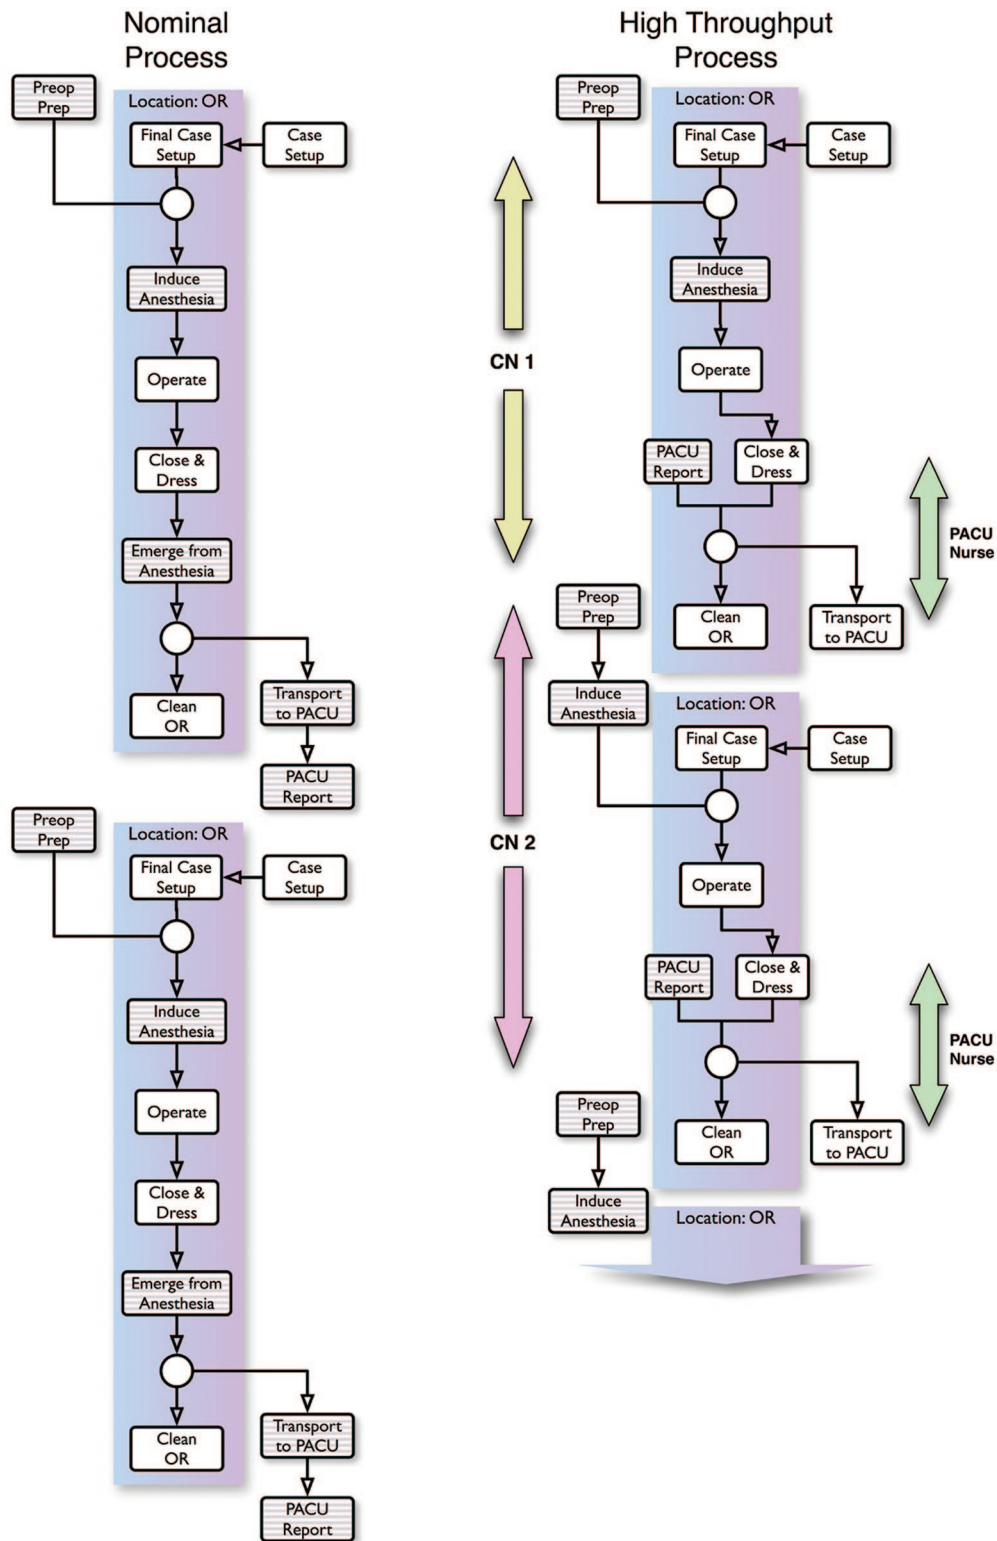 Nominal
Process
Preop
Prep
Location: OR
Final Case
Setup
Case
Setup
Induce
Anesthesia
Operate
Close &
Dress
Emerge from
Anesthesia
Clean
OR
Transport
to PACU
PACU
Report
Preop
Prep
Location: OR
Final Case
Setup
Case
Setup
Induce
Anesthesia
Operate
Close &
Dress
Emerge from
Anesthesia
Clean
OR
Transport
to PACU
PACU
Report
CN 1
CN 2
High Throughput
Process
Preop
Prep
Location: OR
Final Case
Setup
Case
Setup
Induce
Anesthesia
Operate
PACU
Report
Close &
Dress
PACU
Nurse
Clean
OR
Transport
to PACU
Preop
Prep
Induce
Anesthesia
Location: OR
Final Case
Setup
Case
Setup
Operate
PACU
Report
Close &
Dress
PACU
Nurse
Clean
OR
Transport
to PACU
Preop
Prep
Induce
Anesthesia
Location: OR